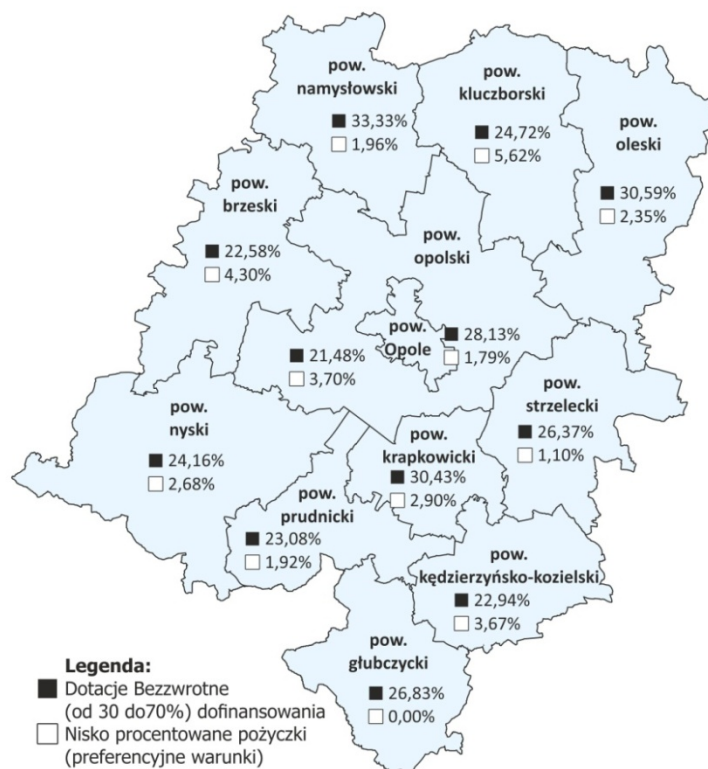 pow.
namysłowski
33,33%
1,96%
pow.
kluczborski
24,72%
5,62%
pow.
oleski
30,59%
2,35%
pow.
brzeski
22,58%
4,30%
pow.
opolski
21,48%
3,70%
pow.
Opole
28,13%
1,79%
pow.
strzelecki
26,37%
1,10%
pow.
nyski
24,16%
2,68%
pow.
krapkowicki
30,43%
2,90%
pow.
prudnicki
23,08%
1,92%
pow.
kędzierzyńsko-kozielski
22,94%
3,67%
pow.
głubczycki
26,83%
0,00%
Legenda:
Dotacje Bezzwrotne
(od 30 do70%) dofinansowania
Nisko procentowane pożyczki
(preferencyjne warunki)